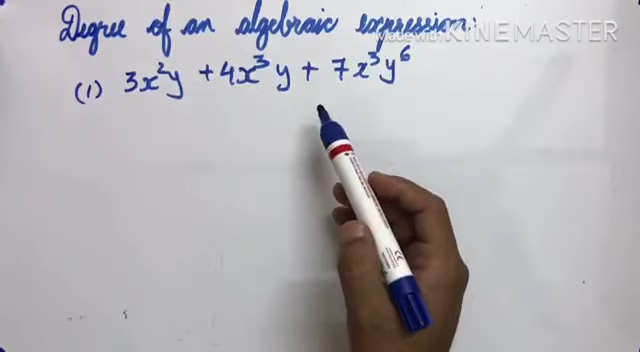 Degree of an algebraic expression:
Made with KINEMASTER
(1) 3x²y + 4x³y + 7x³y⁶